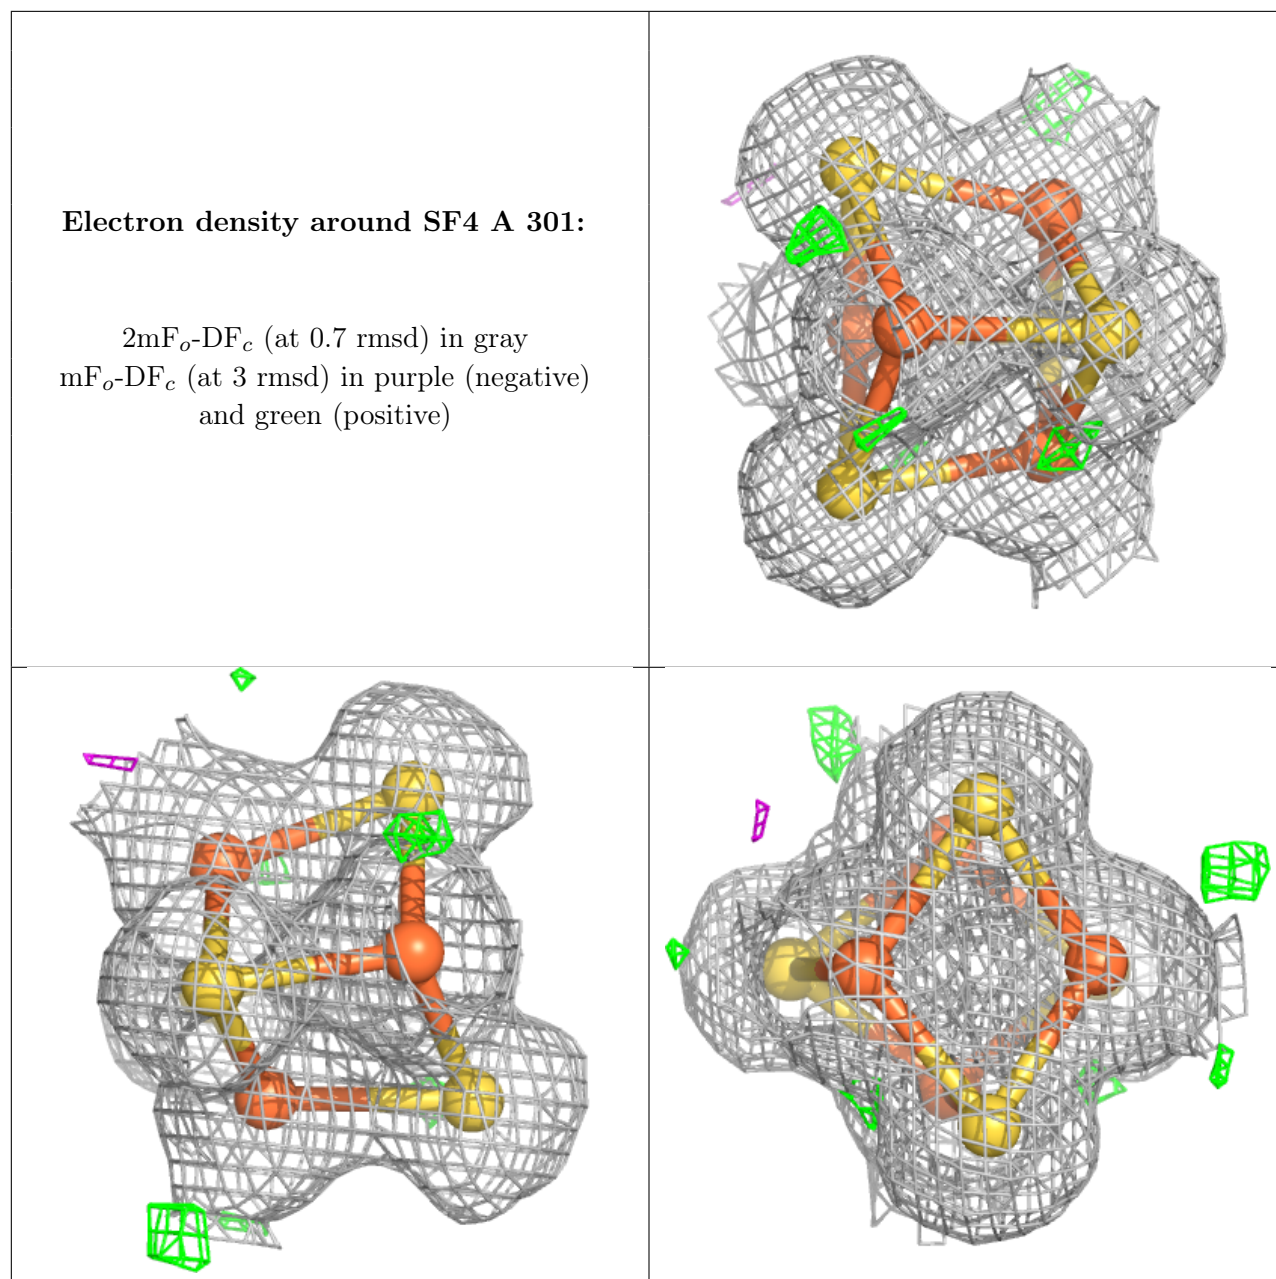 Electron density around SF4 A 301:
2mFₒ-DF𝒸 (at 0.7 rmsd) in gray
mFₒ-DF𝒸 (at 3 rmsd) in purple (negative)
and green (positive)